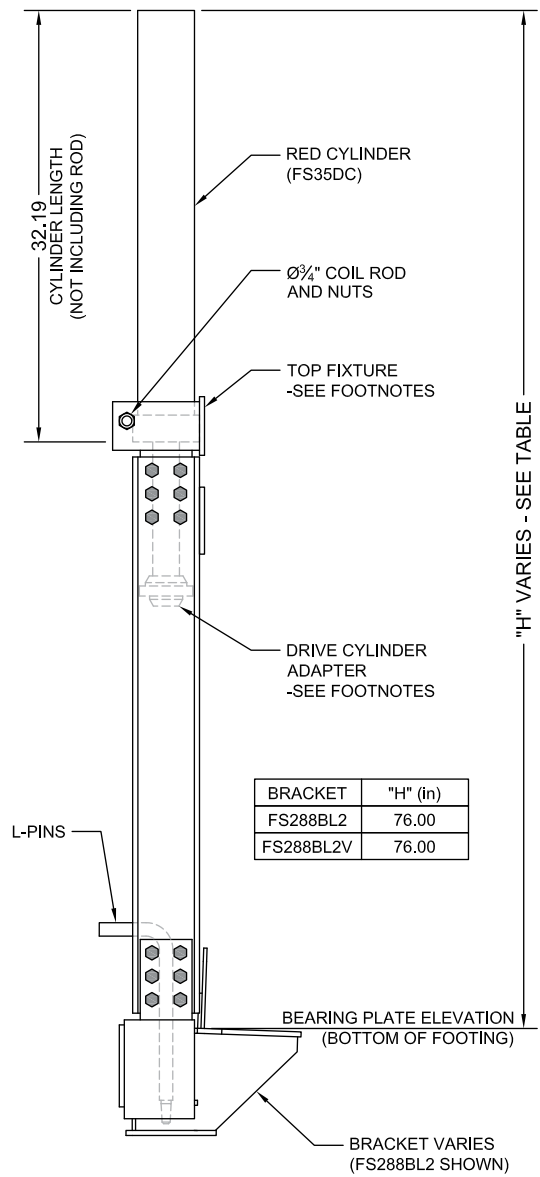 32.19
CYLINDER LENGTH
(NOT INCLUDING ROD)
RED CYLINDER
(FS35DC)
Ø¾" COIL ROD
AND NUTS
TOP FIXTURE
-SEE FOOTNOTES
"H" VARIES - SEE TABLE
DRIVE CYLINDER
ADAPTER
-SEE FOOTNOTES
BRACKET "H" (in)
FS288BL2 76.00
FS288BL2V 76.00
L-PINS
BEARING PLATE ELEVATION
(BOTTOM OF FOOTING)
BRACKET VARIES
(FS288BL2 SHOWN)